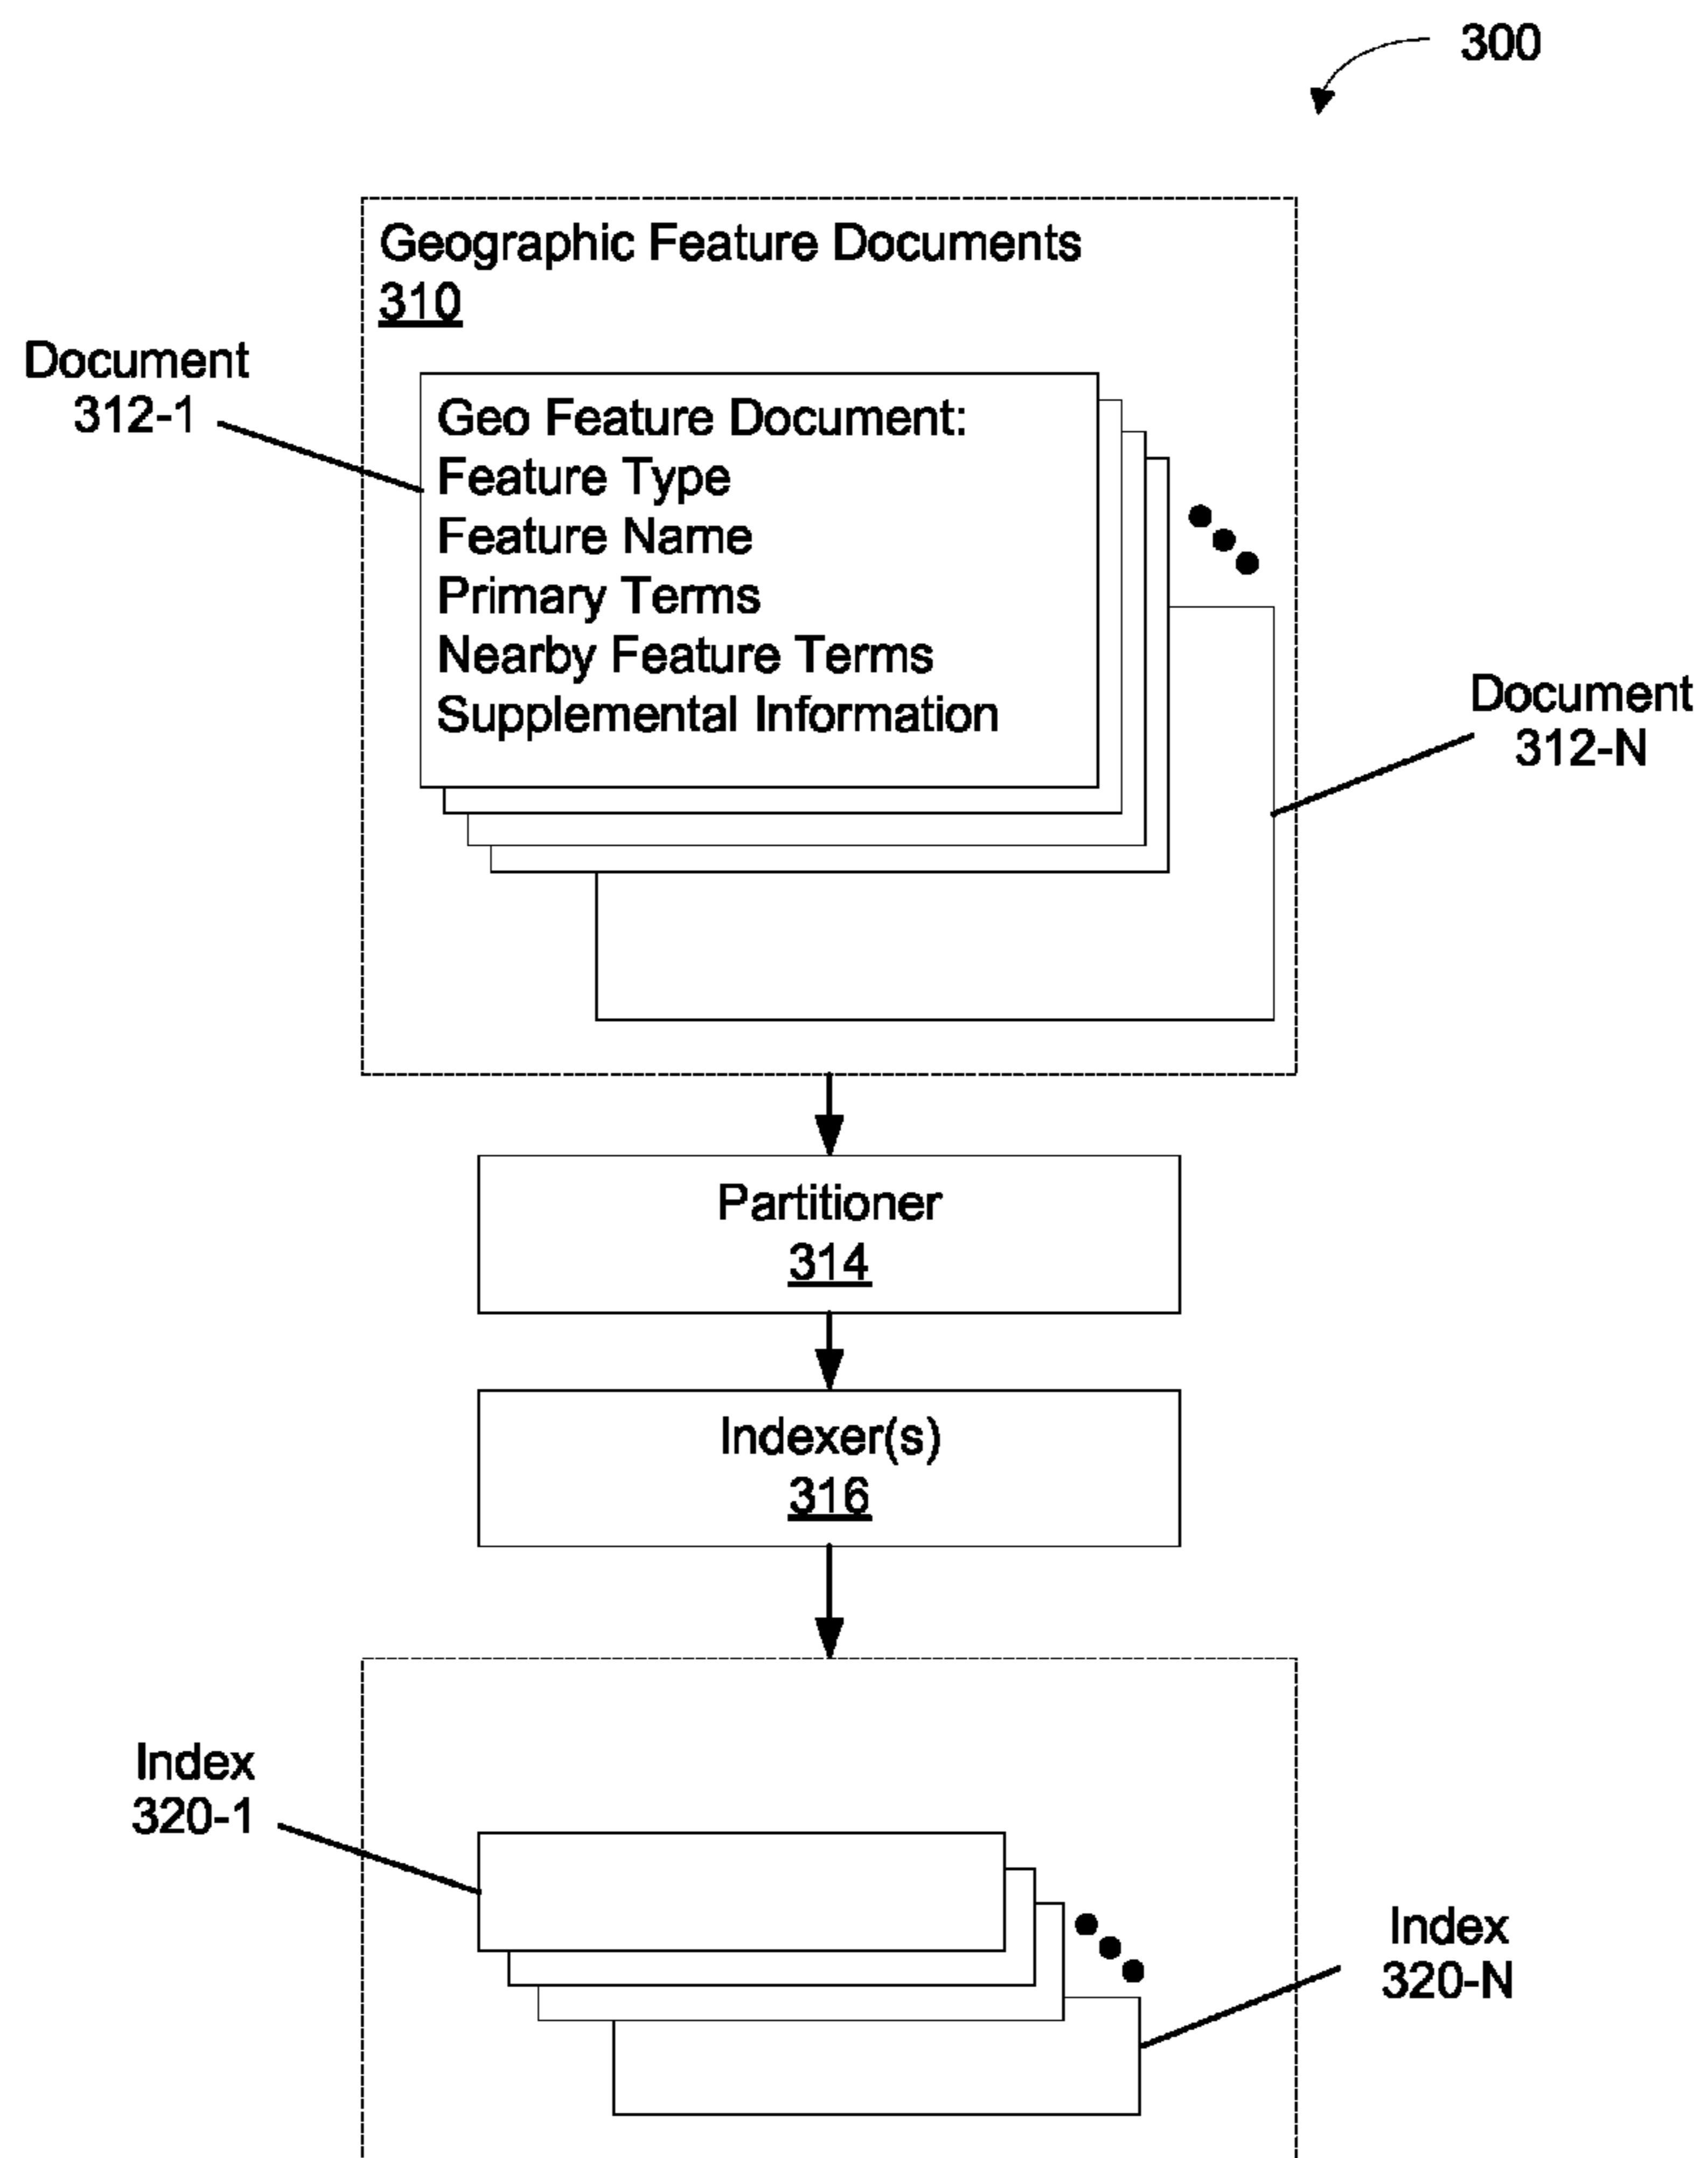 300
Geographic Feature Documents
310
Document
312-1
Geo Feature Document:
Feature Type
Feature Name
Primary Terms
Nearby Feature Terms
Supplemental Information
Document
312-N
Partitioner
314
Indexer(s)
316
Index
320-1
Index
320-N